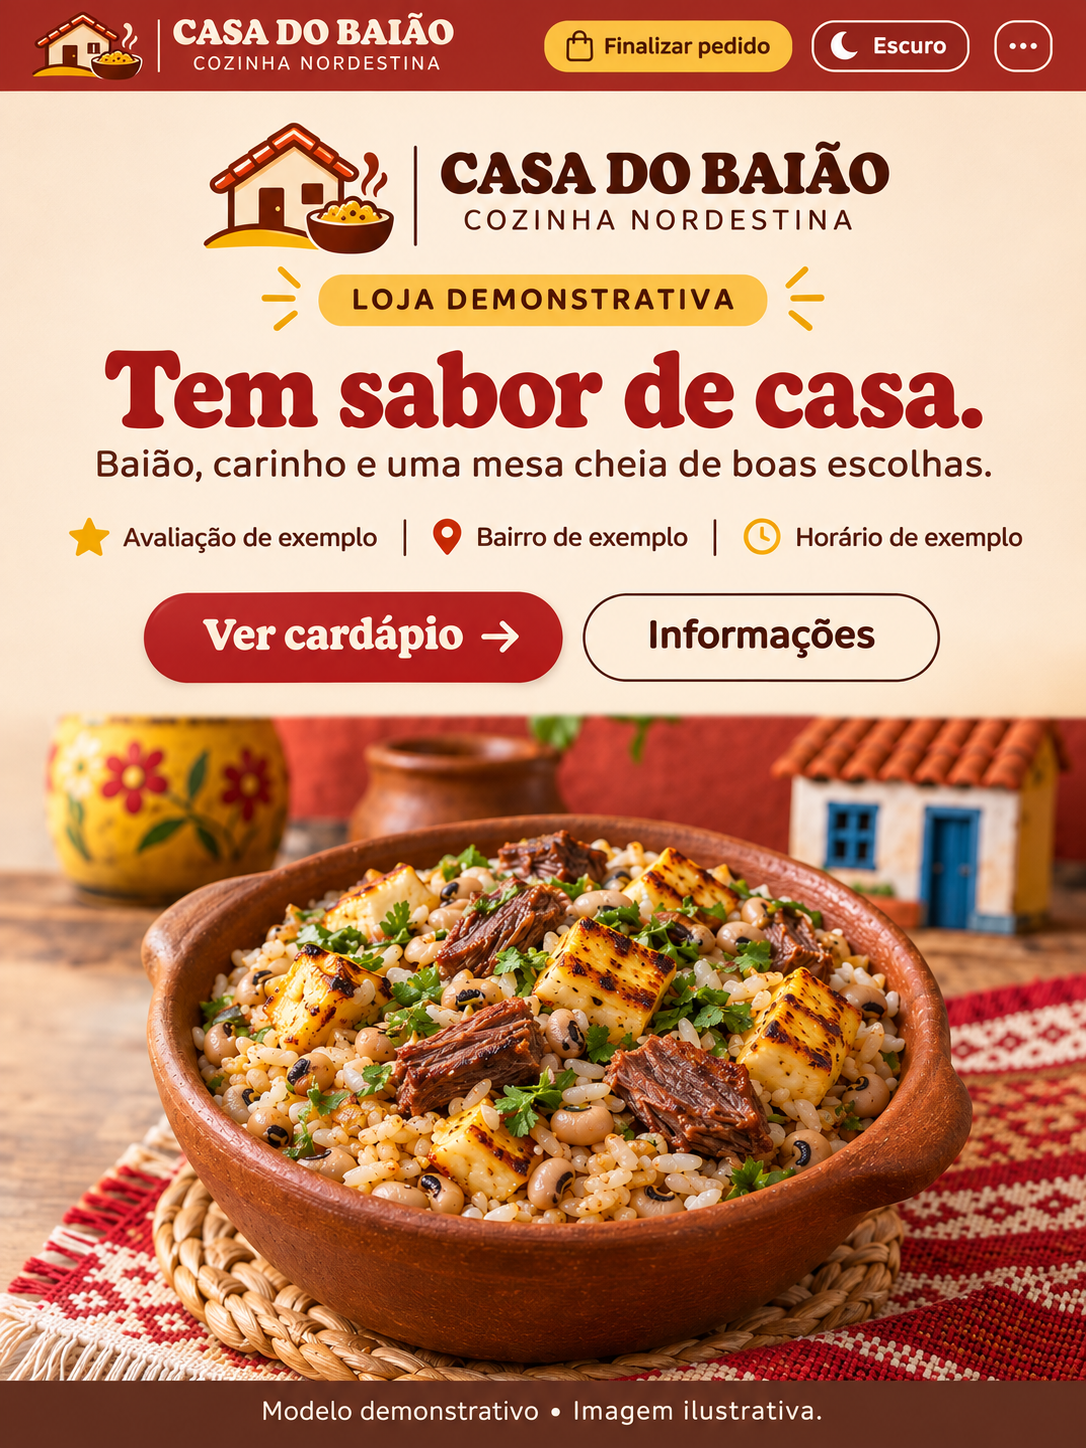 CASA DO BAIÃO
COZINHA NORDESTINA
Finalizar pedido
Escuro
CASA DO BAIÃO
COZINHA NORDESTINA
LOJA DEMONSTRATIVA
Tem sabor de casa.
Baião, carinho e uma mesa cheia de boas escolhas.
Avaliação de exemplo | Bairro de exemplo | Horário de exemplo
Ver cardápio →
Informações
Modelo demonstrativo • Imagem ilustrativa.